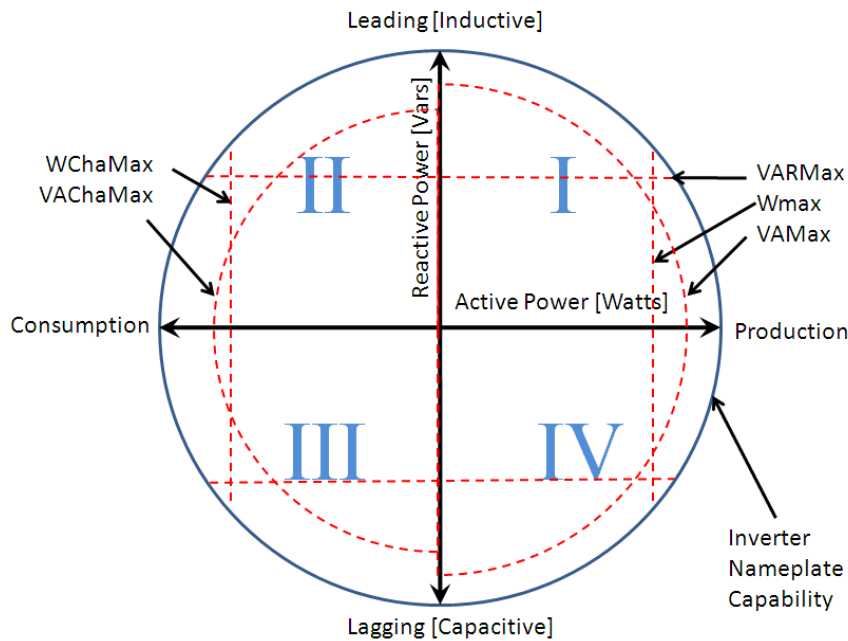 Leading [Inductive]
WChaMax
VAChaMax
II
I
VARMax
Wmax
VAMax
Reactive Power [Vars]
Active Power [Watts]
Consumption
Production
III
IV
Inverter
Nameplate
Capability
Lagging [Capacitive]